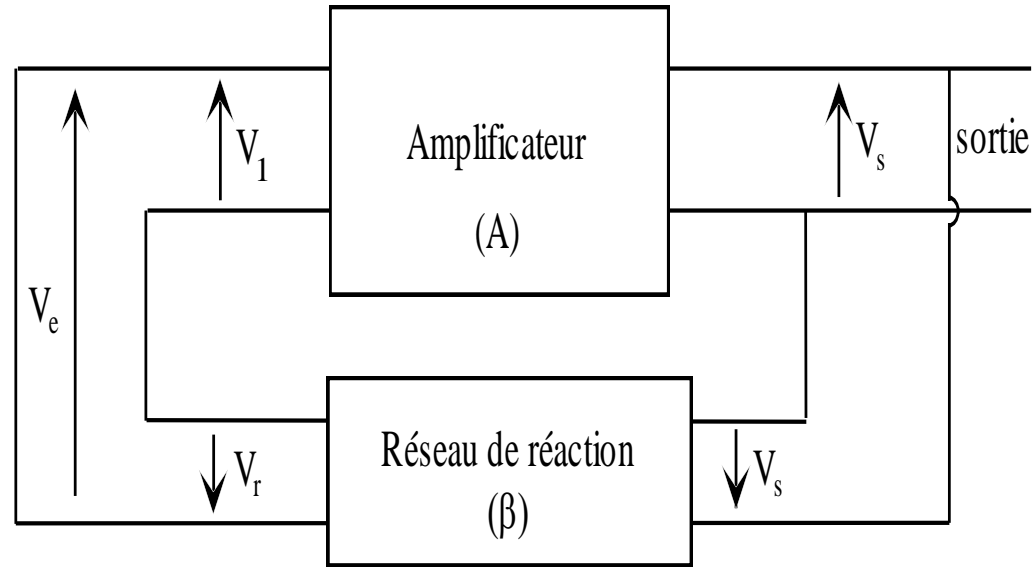 Amplificateur
(A)
V₁
Vₛ
sortie
Vₑ
Réseau de réaction
(β)
Vᵣ
Vₛ